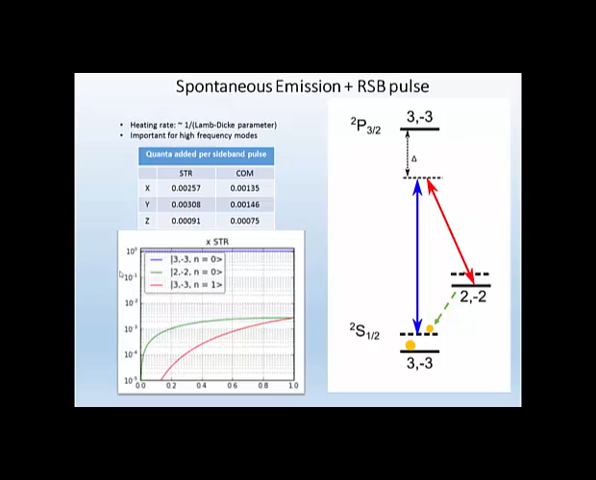 Spontaneous Emission + RSB pulse
• Heating rate: ~ 1/(Lamb-Dicke parameter)
• Important for high frequency modes
Quanta added per sideband pulse
STR COM
X 0.00257 0.00135
Y 0.00308 0.00146
Z 0.00091 0.00075
x STR
|3,-3, n = 0>
|2,-2, n = 0>
|3,-3, n = 1>
10⁰
10⁻¹
10⁻²
10⁻³
10⁻⁴
10⁻⁵
0.0 0.2 0.4 0.6 0.8 1.0
3,-3
²P₃/₂
Δ
2,-2
²S₁/₂
3,-3